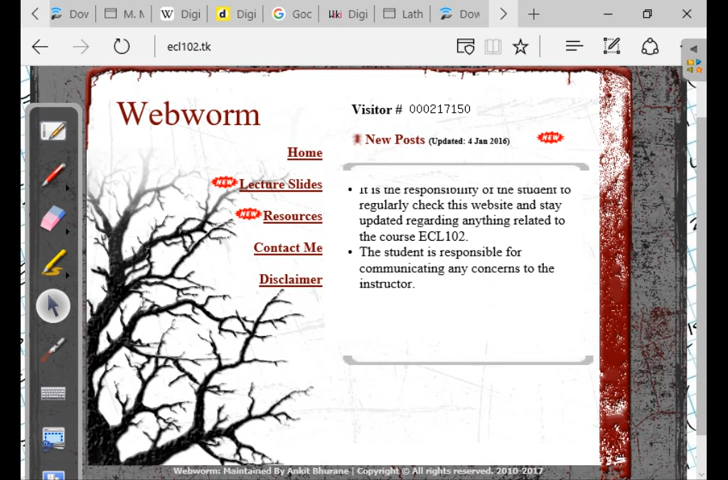 Dov
M. M
Digi
Digi
Goo
Digi
Lath
Dow
ecl102.tk
Webworm
Visitor # 000217150
New Posts (Updated: 4 Jan 2016) NEW
Home
NEW Lecture Slides
NEW Resources
Contact Me
Disclaimer
• It is the responsibility of the student to
regularly check this website and stay
updated regarding anything related to
the course ECL102.
• The student is responsible for
communicating any concerns to the
instructor.
Webworm: Maintained By Ankit Bhurane | Copyright © All rights reserved. 2010-2017